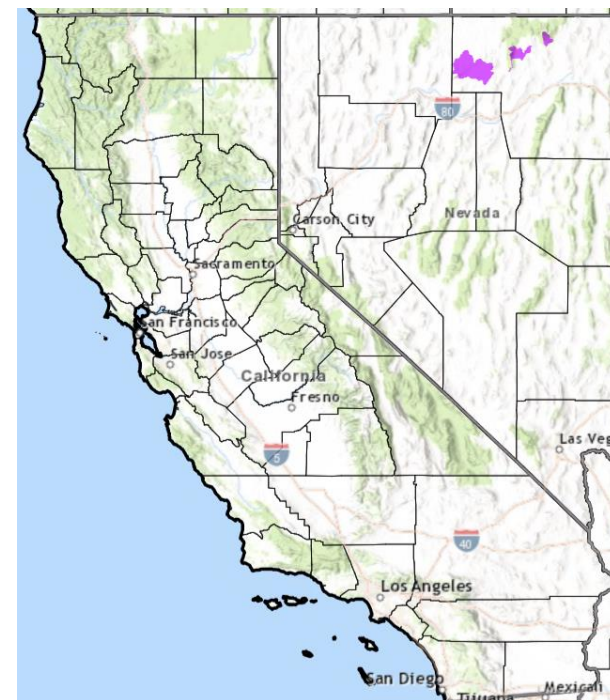 80
Carson City
Nevada
Sacramento
San Francisco
San Jose
California
Fresno
5
Las Veg
40
Los Angeles
San Diego
Tijuana
Mexicali